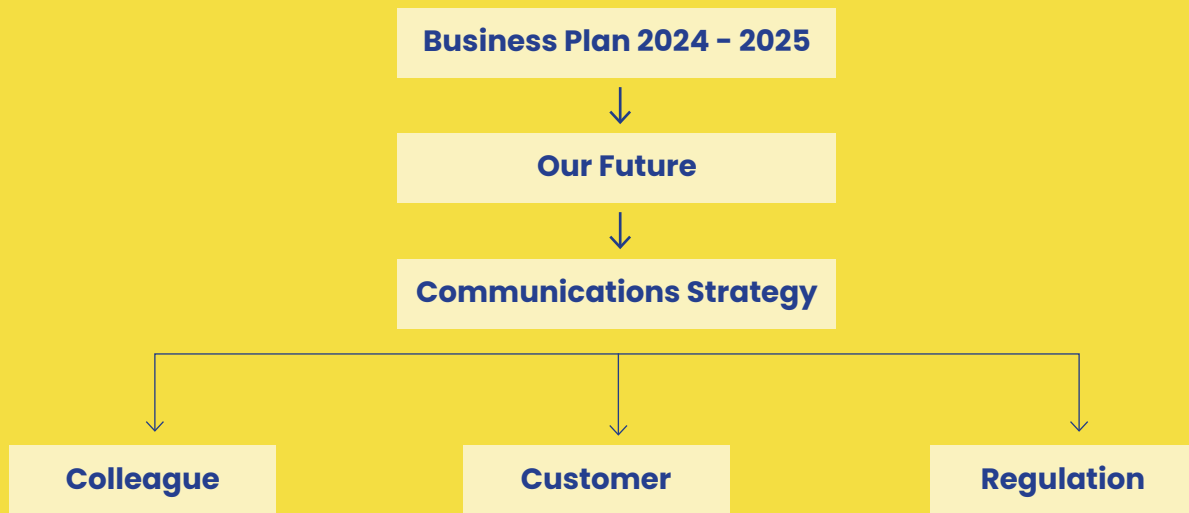 Business Plan 2024 - 2025
Our Future
Communications Strategy
Colleague
Customer
Regulation